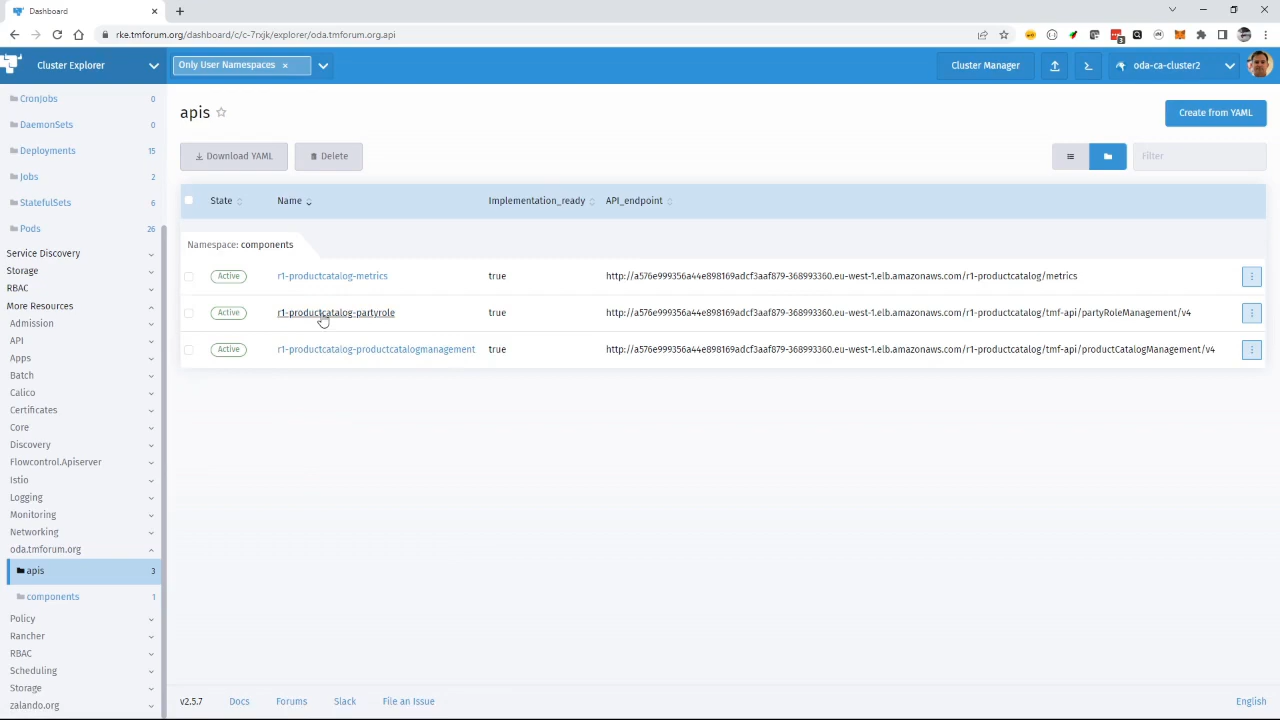 Dashboard
rke.tmforum.org/dashboard/c/c-7rxjk/explorer/oda.tmforum.org.api
3
Cluster Explorer
Only User Namespaces ×
Cluster Manager
oda-ca-cluster2
CronJobs 0
DaemonSets 0
Deployments 15
Jobs 2
StatefulSets 6
Pods 26
Service Discovery
Storage
RBAC
More Resources
Admission
API
Apps
Batch
Calico
Certificates
Core
Discovery
Flowcontrol.Apiserver
Istio
Logging
Monitoring
Networking
oda.tmforum.org
apis 3
components 1
Policy
Rancher
RBAC
Scheduling
Storage
zalando.org
apis
Create from YAML
Download YAML
Delete
Filter
State Name Implementation_ready API_endpoint
Namespace: components
Active r1-productcatalog-metrics true http://a576e999356a44e898169adcf3aaf879-368993360.eu-west-1.elb.amazonaws.com/r1-productcatalog/metrics
Active r1-productcatalog-partyrole true http://a576e999356a44e898169adcf3aaf879-368993360.eu-west-1.elb.amazonaws.com/r1-productcatalog/tmf-api/partyRoleManagement/v4
Active r1-productcatalog-productcatalogmanagement true http://a576e999356a44e898169adcf3aaf879-368993360.eu-west-1.elb.amazonaws.com/r1-productcatalog/tmf-api/productCatalogManagement/v4
v2.5.7 Docs Forums Slack File an Issue English